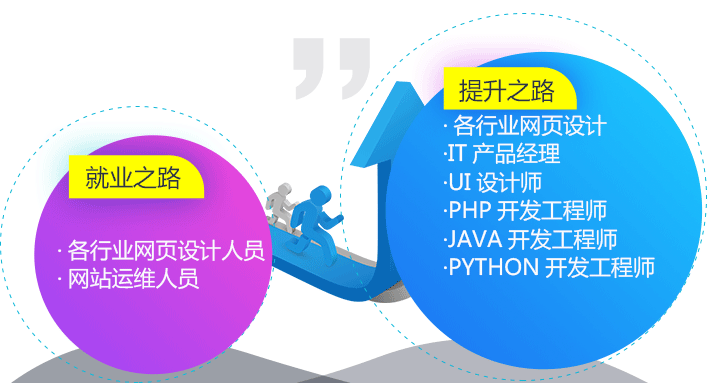 就业之路
· 各行业网页设计人员
· 网站运维人员
提升之路
· 各行业网页设计
·IT 产品经理
·UI 设计师
·PHP 开发工程师
·JAVA 开发工程师
·PYTHON 开发工程师